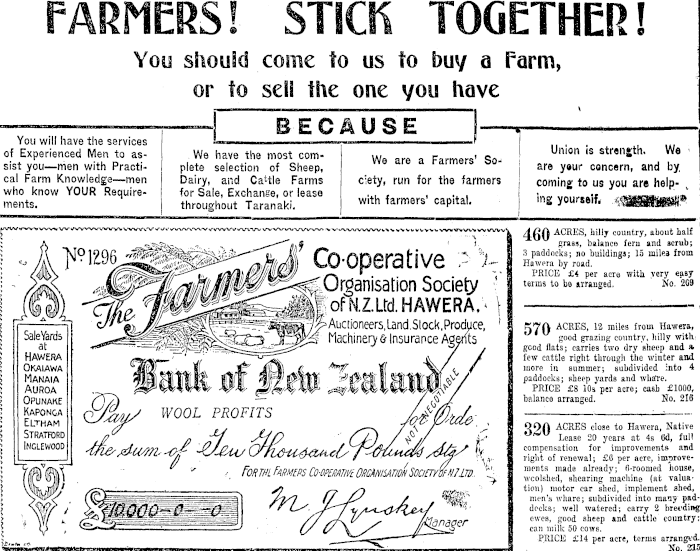 FARMERS! STICK TOGETHER!
You should come to us to buy a Farm,
or to sell the one you have
BECAUSE
You will have the services
of Experienced Men to as-
sist you—men with Practi-
cal Farm Knowledge—men
who know YOUR Require-
ments.
We have the most com-
plete selection of Sheep,
Dairy, and Cattle Farms
for Sale, Exchange, or lease
throughout Taranaki.
We are a Farmers' So-
ciety, run for the farmers
with farmers' capital.
Union is strength. We
are your concern, and by
coming to us you are help-
ing yourself.
No 1296
The Farmers'
Co-operative
Organisation Society
of N.Z. Ltd. HAWERA.
Auctioneers, Land, Stock, Produce,
Machinery & Insurance Agents
Sale Yards
at
HAWERA
OKAIAWA
MANAIA
AUROA
OPUNAKE
KAPONGA
ELTHAM
STRATFORD
INGLEWOOD
Bank of New Zealand
Pay WOOL PROFITS or Orde
the sum of Ten Thousand Pounds stg
NOT NEGOTIABLE
FOR THE FARMERS CO-OPERATIVE ORGANISATION SOCIETY OF N.Z. LTD.
£10,000-0-0
M. J. Lynskey
Manager
460 ACRES, hilly country, about half
grass, balance fern and scrub;
3 paddocks; no buildings; 15 miles from
Hawera by road.
PRICE £4 per acre with very easy
terms to be arranged. No. 269
570 ACRES, 12 miles from Hawera,
good grazing country, hilly with
good flats; carries two dry sheep and a
few cattle right through the winter and
more in summer; subdivided into 4
paddocks; sheep yards and whare.
PRICE £8 10s per acre; cash £1000,
balance arranged. No. 216
320 ACRES close to Hawera, Native
Lease 20 years at 4s 6d, full
compensation for improvements and
right of renewal; £6 per acre, improve-
ments made already; 6-roomed house,
woolshed, shearing machine (at valua-
tion) motor car shed, implement shed,
men's whare; subdivided into many pad-
docks; well watered; carry 2 breeding
ewes, good sheep and cattle country;
can milk 50 cows.
PRICE £14 per acre, terms arranged.
No. 215